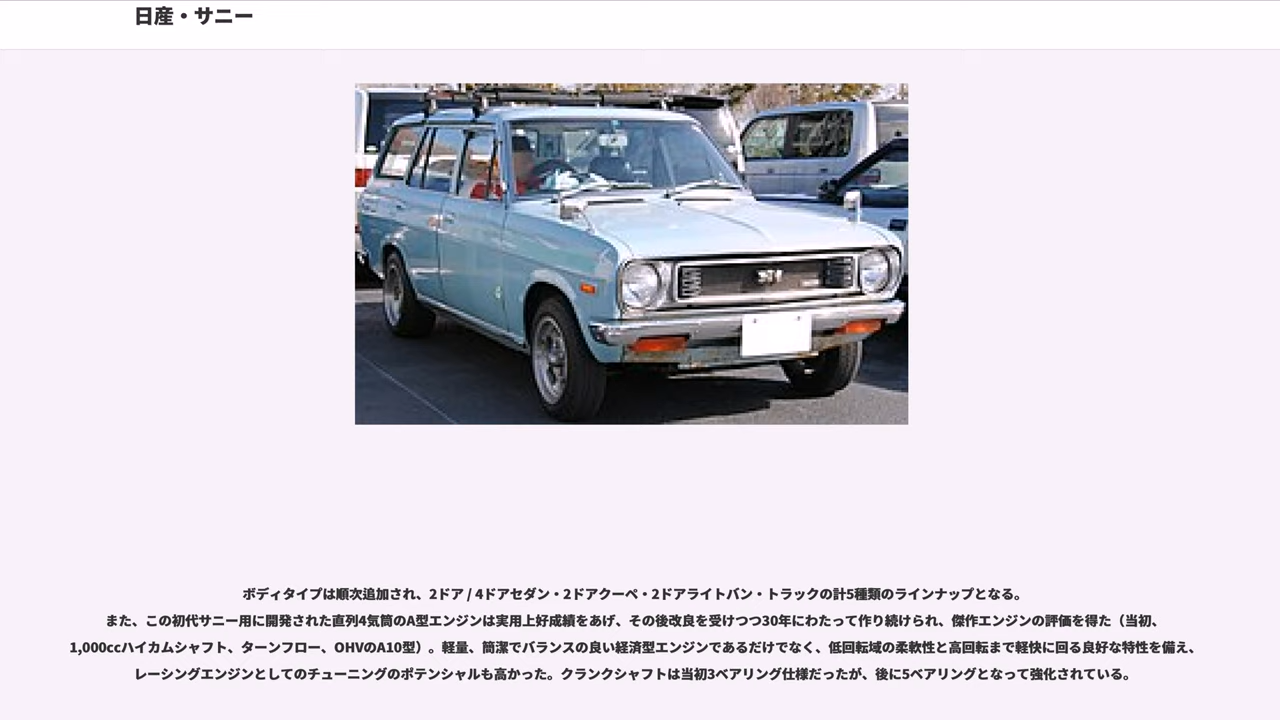 日産・サニー
ボディタイプは順次追加され、2ドア / 4ドアセダン・2ドアクーペ・2ドアライトバン・トラックの計5種類のラインナップとなる。
また、この初代サニー用に開発された直列4気筒のA型エンジンは実用上好成績をあげ、その後改良を受けつつ30年にわたって作り続けられ、傑作エンジンの評価を得た（当初、
1,000ccハイカムシャフト、ターンフロー、OHVのA10型）。軽量、簡潔でバランスの良い経済型エンジンであるだけでなく、低回転域の柔軟性と高回転まで軽快に回る良好な特性を備え、
レーシングエンジンとしてのチューニングのポテンシャルも高かった。クランクシャフトは当初3ベアリング仕様だったが、後に5ベアリングとなって強化されている。